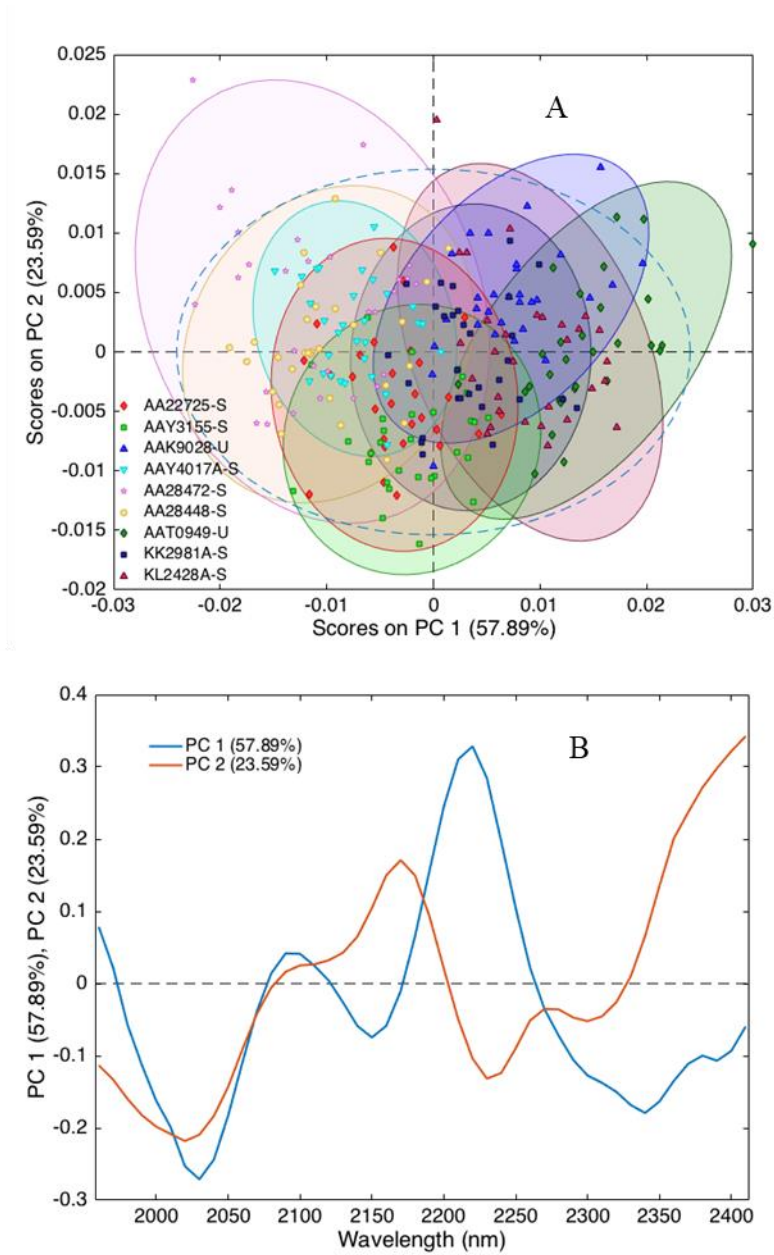 A
0.025
0.02
0.015
0.01
0.005
0
-0.005
-0.01
-0.015
-0.02
Scores on PC 2 (23.59%)
AA22725-S
AAY3155-S
AAK9028-U
AAY4017A-S
AA28472-S
AA28448-S
AAT0949-U
KK2981A-S
KL2428A-S
-0.03 -0.02 -0.01 0 0.01 0.02 0.03
Scores on PC 1 (57.89%)
B
PC 1 (57.89%)
PC 2 (23.59%)
0.4
0.3
0.2
0.1
0
-0.1
-0.2
-0.3
PC 1 (57.89%), PC 2 (23.59%)
2000 2050 2100 2150 2200 2250 2300 2350 2400
Wavelength (nm)